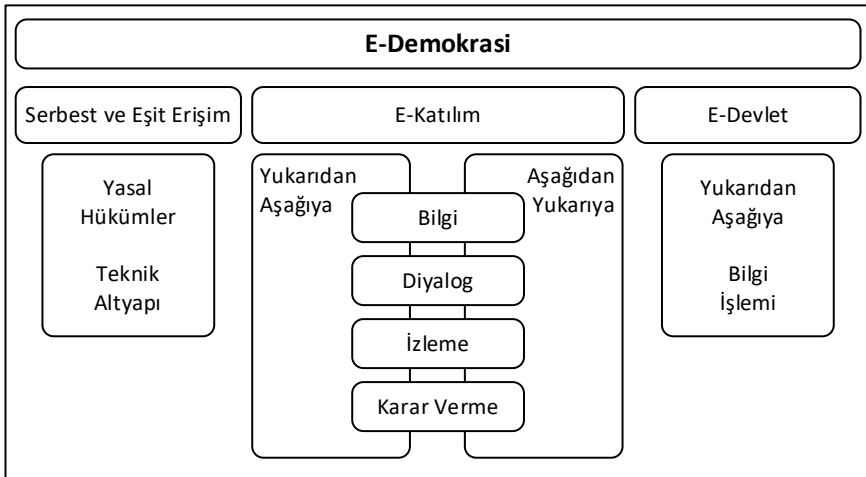 E-Demokrasi
Serbest ve Eşit Erişim
E-Katılım
E-Devlet
Yasal
Hükümler
Teknik
Altyapı
Yukarıdan
Aşağıya
Aşağıdan
Yukarıya
Bilgi
Diyalog
İzleme
Karar Verme
Yukarıdan
Aşağıya
Bilgi
İşlemi